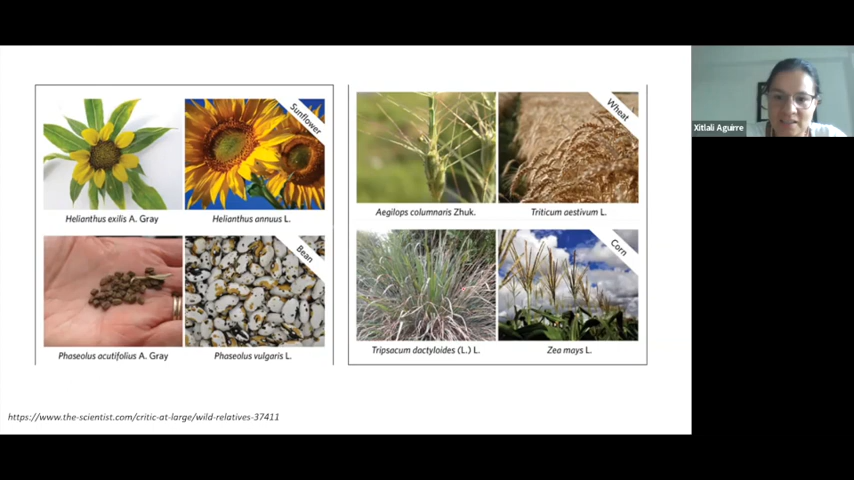 Sunflower
Helianthus exilis A. Gray
Helianthus annuus L.
Bean
Phaseolus acutifolius A. Gray
Phaseolus vulgaris L.
Wheat
Aegilops columnaris Zhuk.
Triticum aestivum L.
Corn
Tripsacum dactyloides (L.) L.
Zea mays L.
https://www.the-scientist.com/critic-at-large/wild-relatives-37411
Xitlali Aguirre